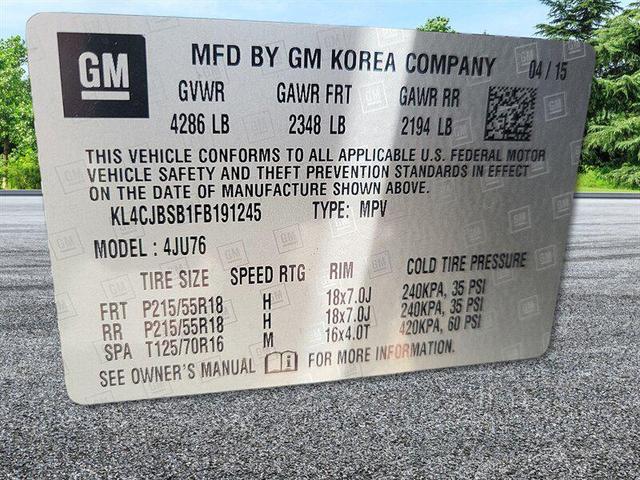 GM
MFD BY GM KOREA COMPANY 04 / 15
GVWR GAWR FRT GAWR RR
4286 LB 2348 LB 2194 LB
THIS VEHICLE CONFORMS TO ALL APPLICABLE U.S. FEDERAL MOTOR
VEHICLE SAFETY AND THEFT PREVENTION STANDARDS IN EFFECT
ON THE DATE OF MANUFACTURE SHOWN ABOVE.
KL4CJBSB1FB191245 TYPE: MPV
MODEL : 4JU76
TIRE SIZE SPEED RTG RIM COLD TIRE PRESSURE
FRT P215/55R18 H 18x7.0J 240KPA, 35 PSI
RR P215/55R18 H 18x7.0J 240KPA, 35 PSI
SPA T125/70R16 M 16x4.0T 420KPA, 60 PSI
SEE OWNER'S MANUAL FOR MORE INFORMATION.